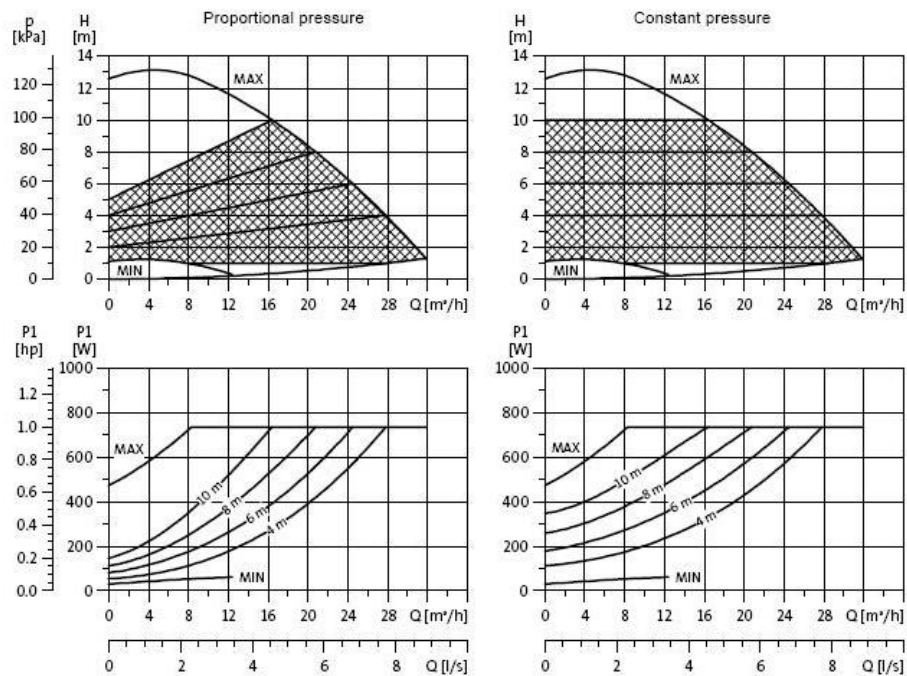 Proportional pressure
Constant pressure
p H
[kPa] [m]
H
[m]
14
120 12
100 10
80 8
60 6
40 4
20 2
0 0
MAX
MIN
0 4 8 12 16 20 24 28 Q [m³/h]
14
12
10
8
6
4
2
0
MAX
MIN
0 4 8 12 16 20 24 28 Q [m³/h]
P1 P1
[hp] [W]
P1
[W]
1000
1.2
800
1.0
0.8
600
0.6
400
0.4
200
0.2
0.0 0
MAX
10 m
8 m
6 m
4 m
MIN
0 4 8 12 16 20 24 28 Q [m³/h]
0 2 4 6 8 Q [l/s]
1000
800
600
400
200
0
MAX
10 m
8 m
6 m
4 m
MIN
0 4 8 12 16 20 24 28 Q [m³/h]
0 2 4 6 8 Q [l/s]